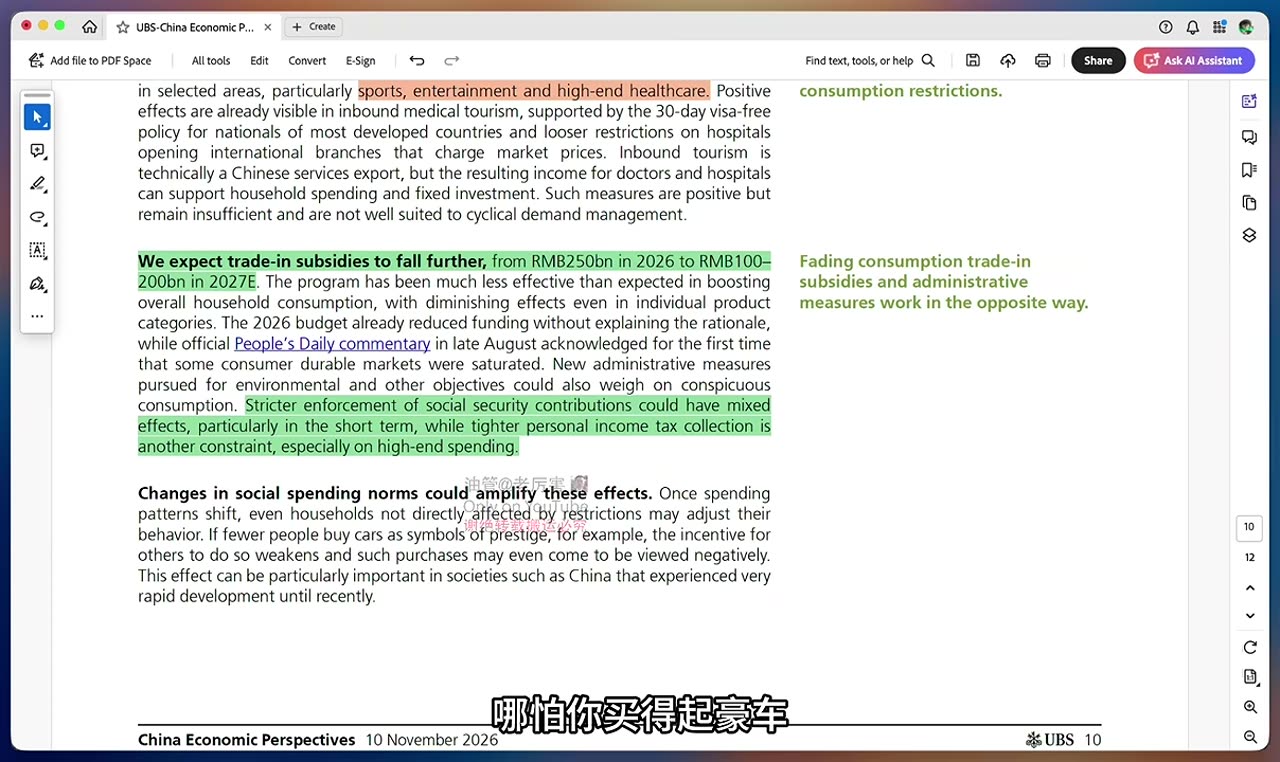 UBS-China Economic P...
Create
Add file to PDF Space
All tools
Edit
Convert
E-Sign
Find text, tools, or help
Share
Ask AI Assistant
in selected areas, particularly sports, entertainment and high-end healthcare. Positive
effects are already visible in inbound medical tourism, supported by the 30-day visa-free
policy for nationals of most developed countries and looser restrictions on hospitals
opening international branches that charge market prices. Inbound tourism is
technically a Chinese services export, but the resulting income for doctors and hospitals
can support household spending and fixed investment. Such measures are positive but
remain insufficient and are not well suited to cyclical demand management.
consumption restrictions.
We expect trade-in subsidies to fall further, from RMB250bn in 2026 to RMB100–
200bn in 2027E. The program has been much less effective than expected in boosting
overall household consumption, with diminishing effects even in individual product
categories. The 2026 budget already reduced funding without explaining the rationale,
while official People's Daily commentary in late August acknowledged for the first time
that some consumer durable markets were saturated. New administrative measures
pursued for environmental and other objectives could also weigh on conspicuous
consumption. Stricter enforcement of social security contributions could have mixed
effects, particularly in the short term, while tighter personal income tax collection is
another constraint, especially on high-end spending.
Fading consumption trade-in
subsidies and administrative
measures work in the opposite way.
油管@老厉害
Only on YouTube
谢绝转载搬运必究
Changes in social spending norms could amplify these effects. Once spending
patterns shift, even households not directly affected by restrictions may adjust their
behavior. If fewer people buy cars as symbols of prestige, for example, the incentive for
others to do so weakens and such purchases may even come to be viewed negatively.
This effect can be particularly important in societies such as China that experienced very
rapid development until recently.
10
12
哪怕你买得起豪车
China Economic Perspectives 10 November 2026
UBS 10